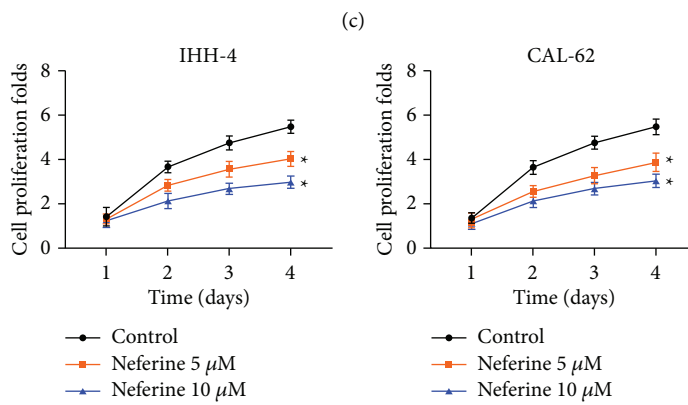 (c)
IHH-4
Cell proliferation folds
8
6
4
2
0
*
*
1 2 3 4
Time (days)
Control
Neferine 5 μM
Neferine 10 μM
CAL-62
Cell proliferation folds
8
6
4
2
0
*
*
1 2 3 4
Time (days)
Control
Neferine 5 μM
Neferine 10 μM